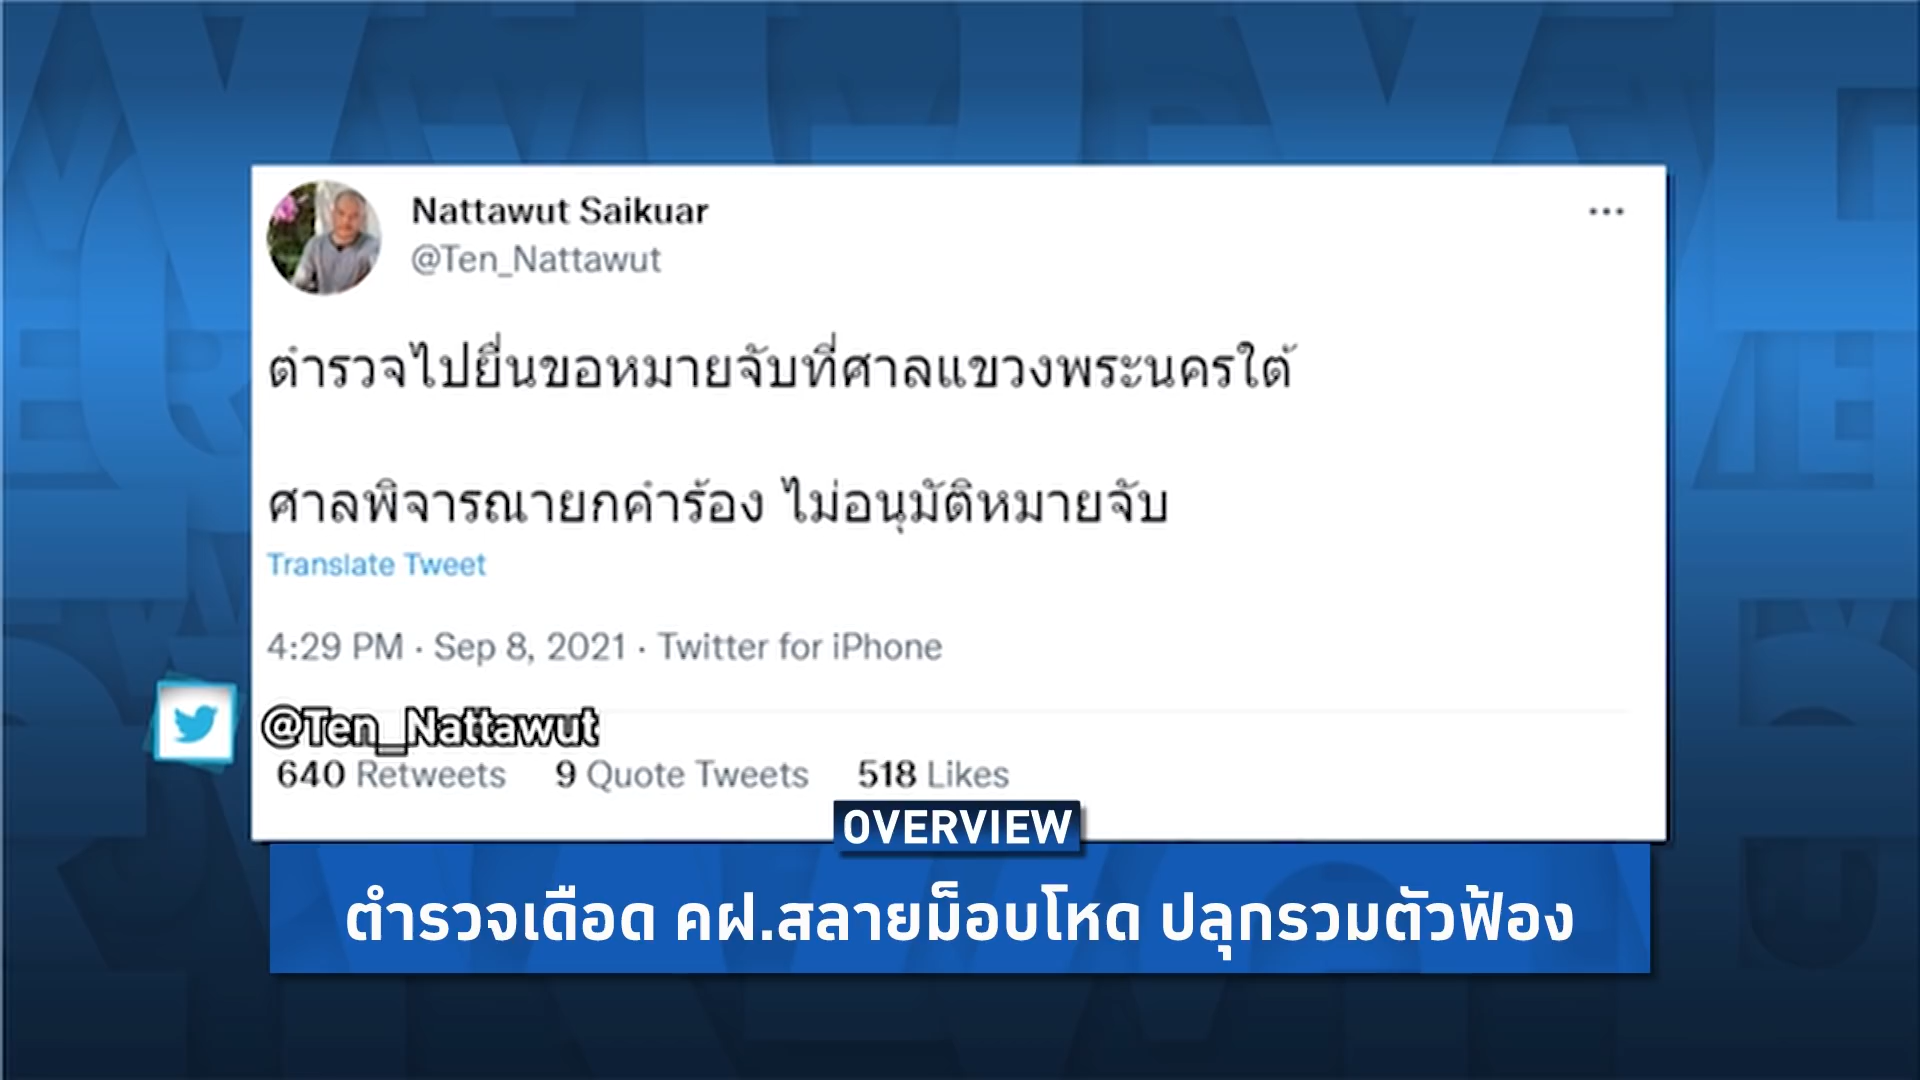 Nattawut Saikuar
@Ten_Nattawut
ตำรวจไปยื่นขอหมายจับที่ศาลแขวงพระนครใต้
ศาลพิจารณายกคำร้อง ไม่อนุมัติหมายจับ
Translate Tweet
4:29 PM · Sep 8, 2021 · Twitter for iPhone
@Ten_Nattawut
640 Retweets 9 Quote Tweets 518 Likes
OVERVIEW
ตำรวจเดือด คฝ.สลายม็อบโหด ปลุกรวมตัวฟ้อง